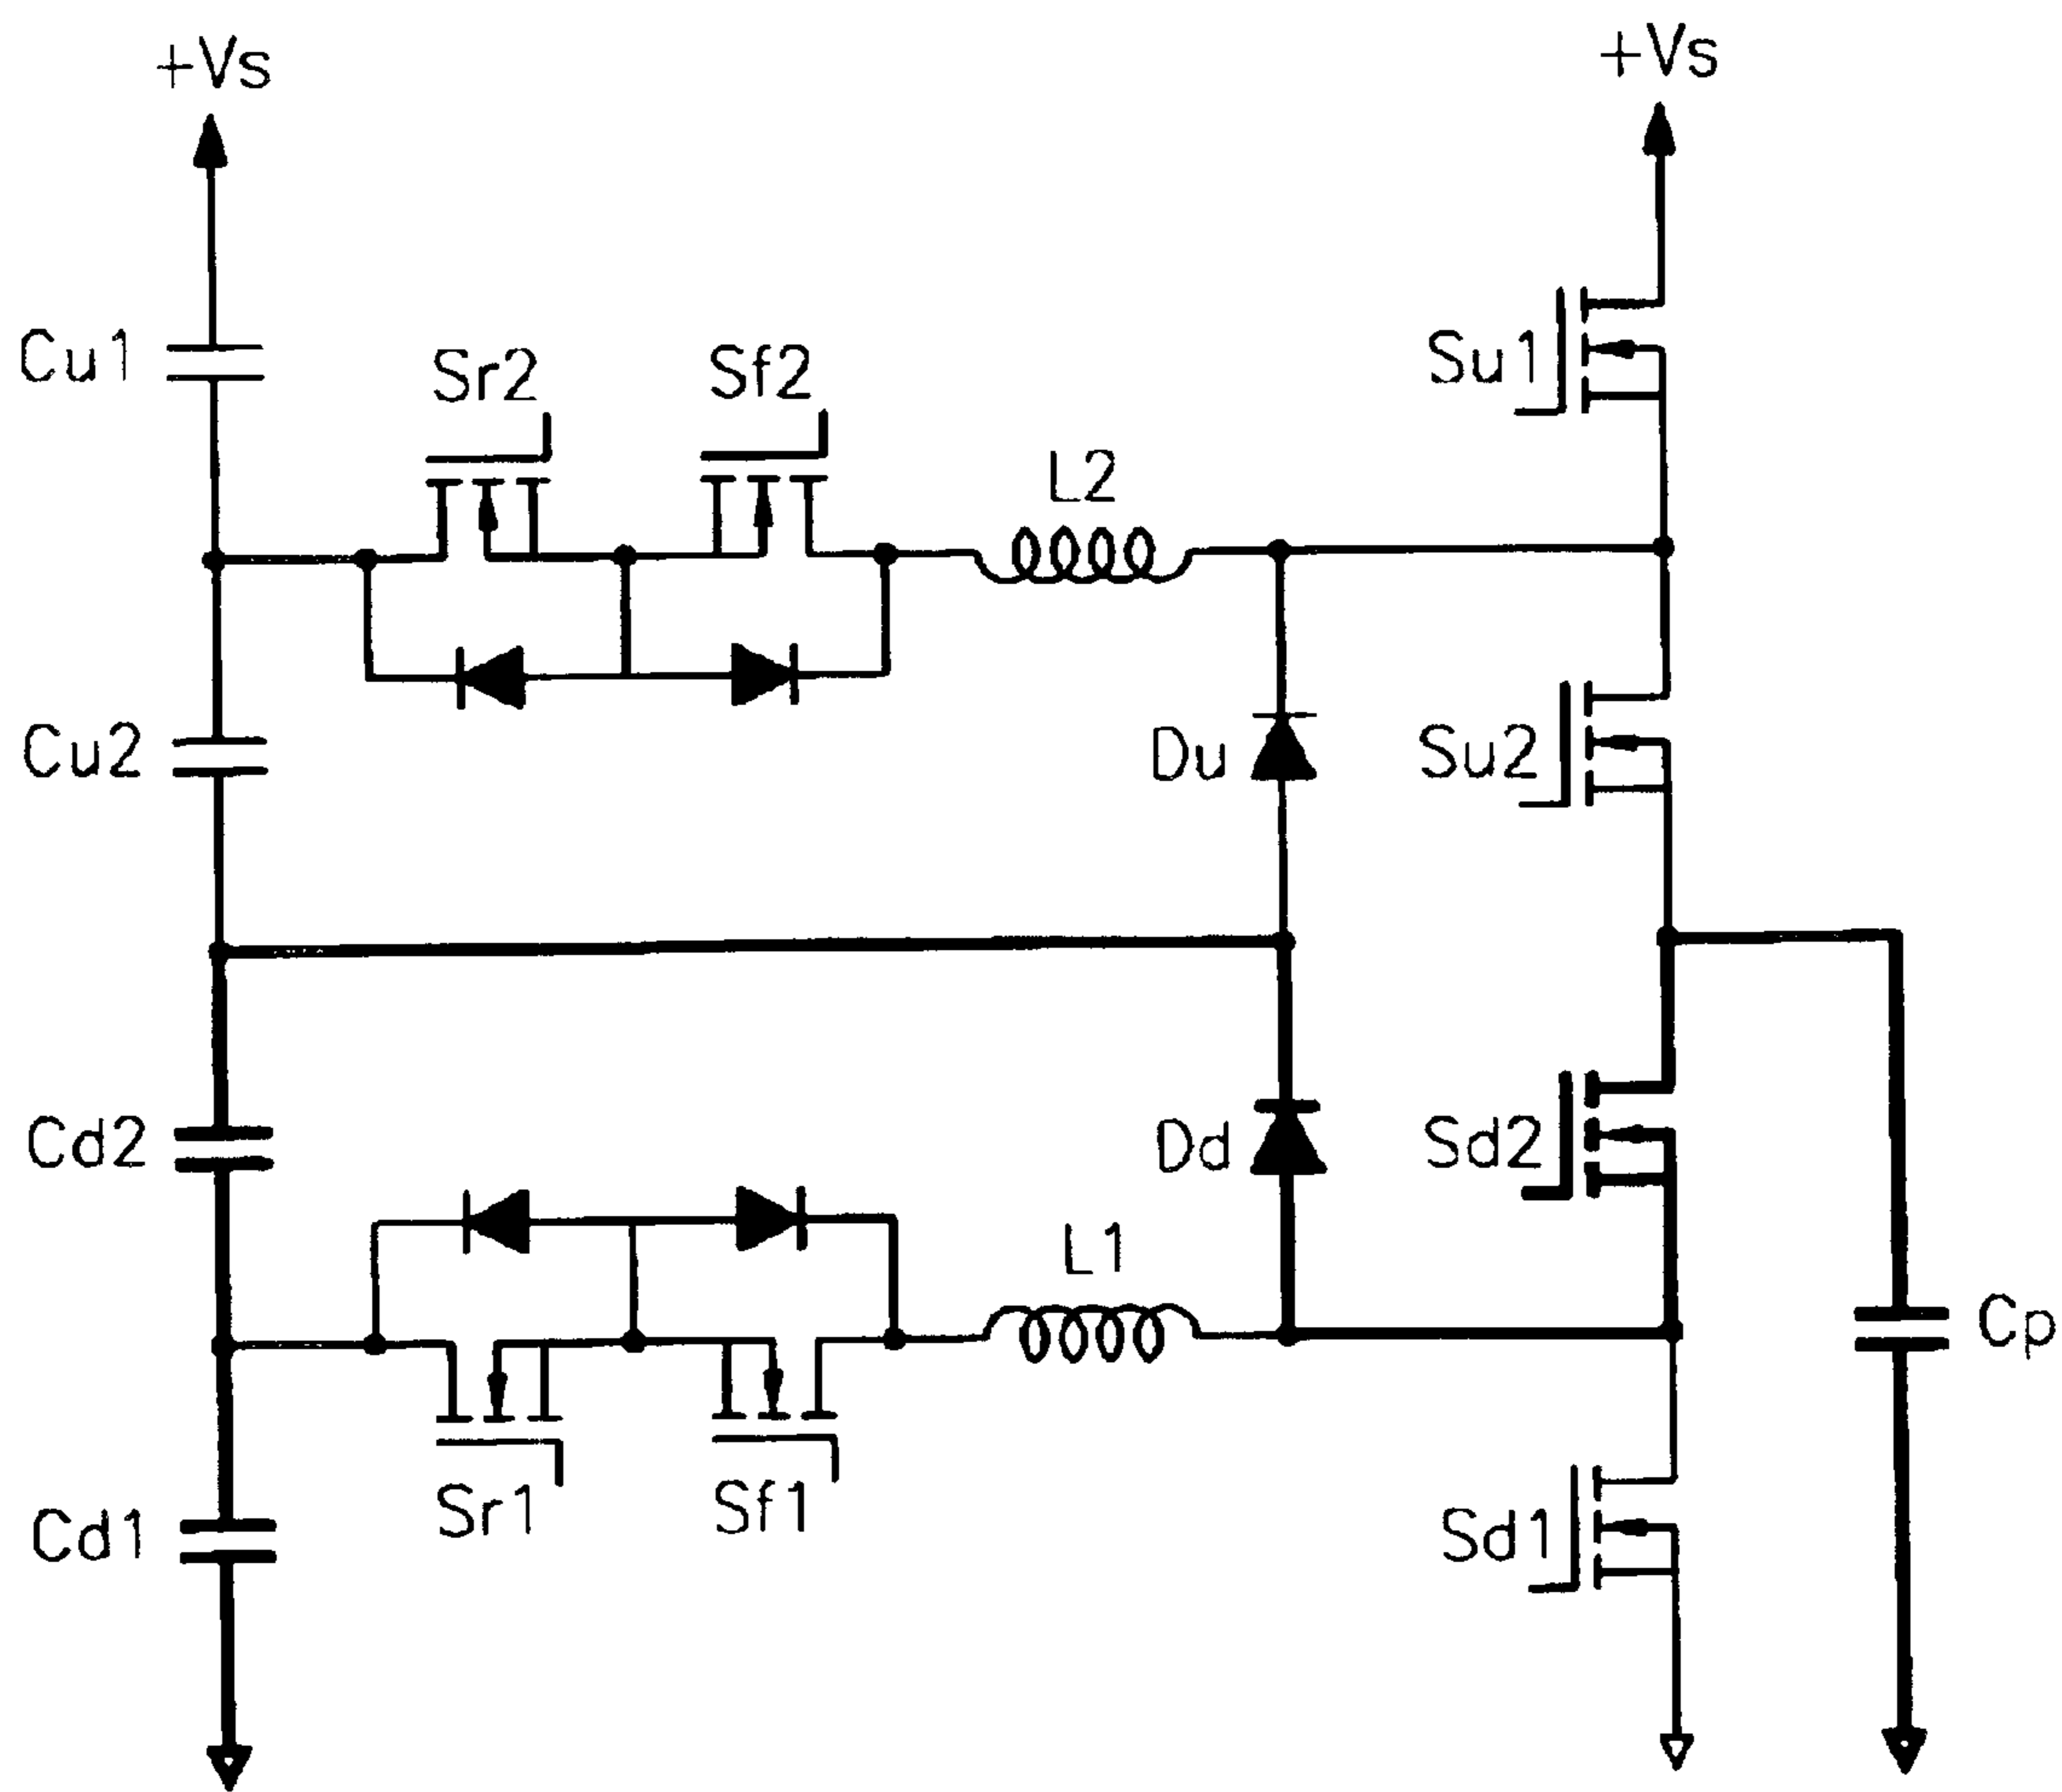 +Vs
+Vs
Cu1
Sr2
Sf2
Su1
L2
Cu2
Du
Su2
Cd2
Dd
Sd2
L1
Cp
Cd1
Sr1
Sf1
Sd1